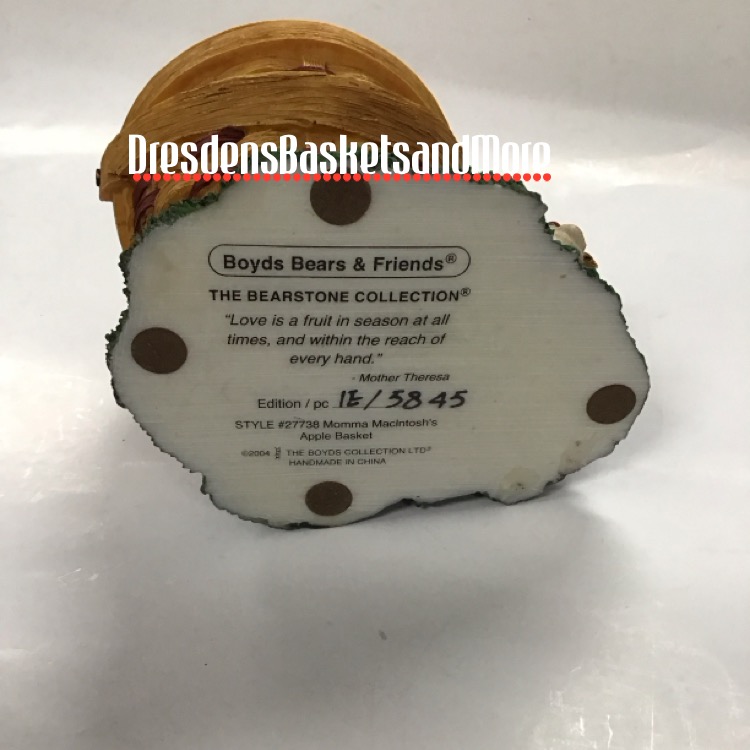 DresdensBasketsandMore
Boyds Bears & Friends®
THE BEARSTONE COLLECTION®
"Love is a fruit in season at all
times, and within the reach of
every hand."
- Mother Theresa
Edition / pc 1E/5845
STYLE #27738 Momma MacIntosh's
Apple Basket
©2004 THE BOYDS COLLECTION LTD®
HANDMADE IN CHINA